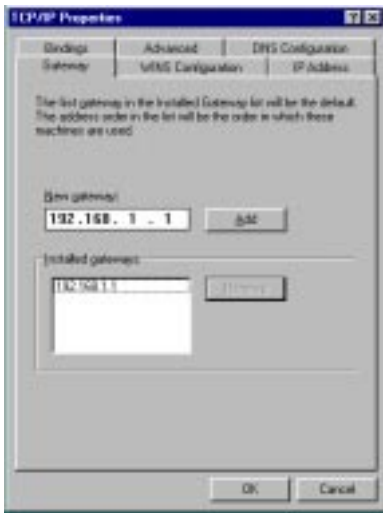 TCP/IP Properties
Bindings Advanced DNS Configuration
Gateway WINS Configuration IP Address
The first gateway in the Installed Gateway list will be the default.
The address order in the list will be the order in which these
machines are used.
New gateway:
192.168. 1 . 1 Add
Installed gateways:
192.168.1.1 Remove
OK Cancel